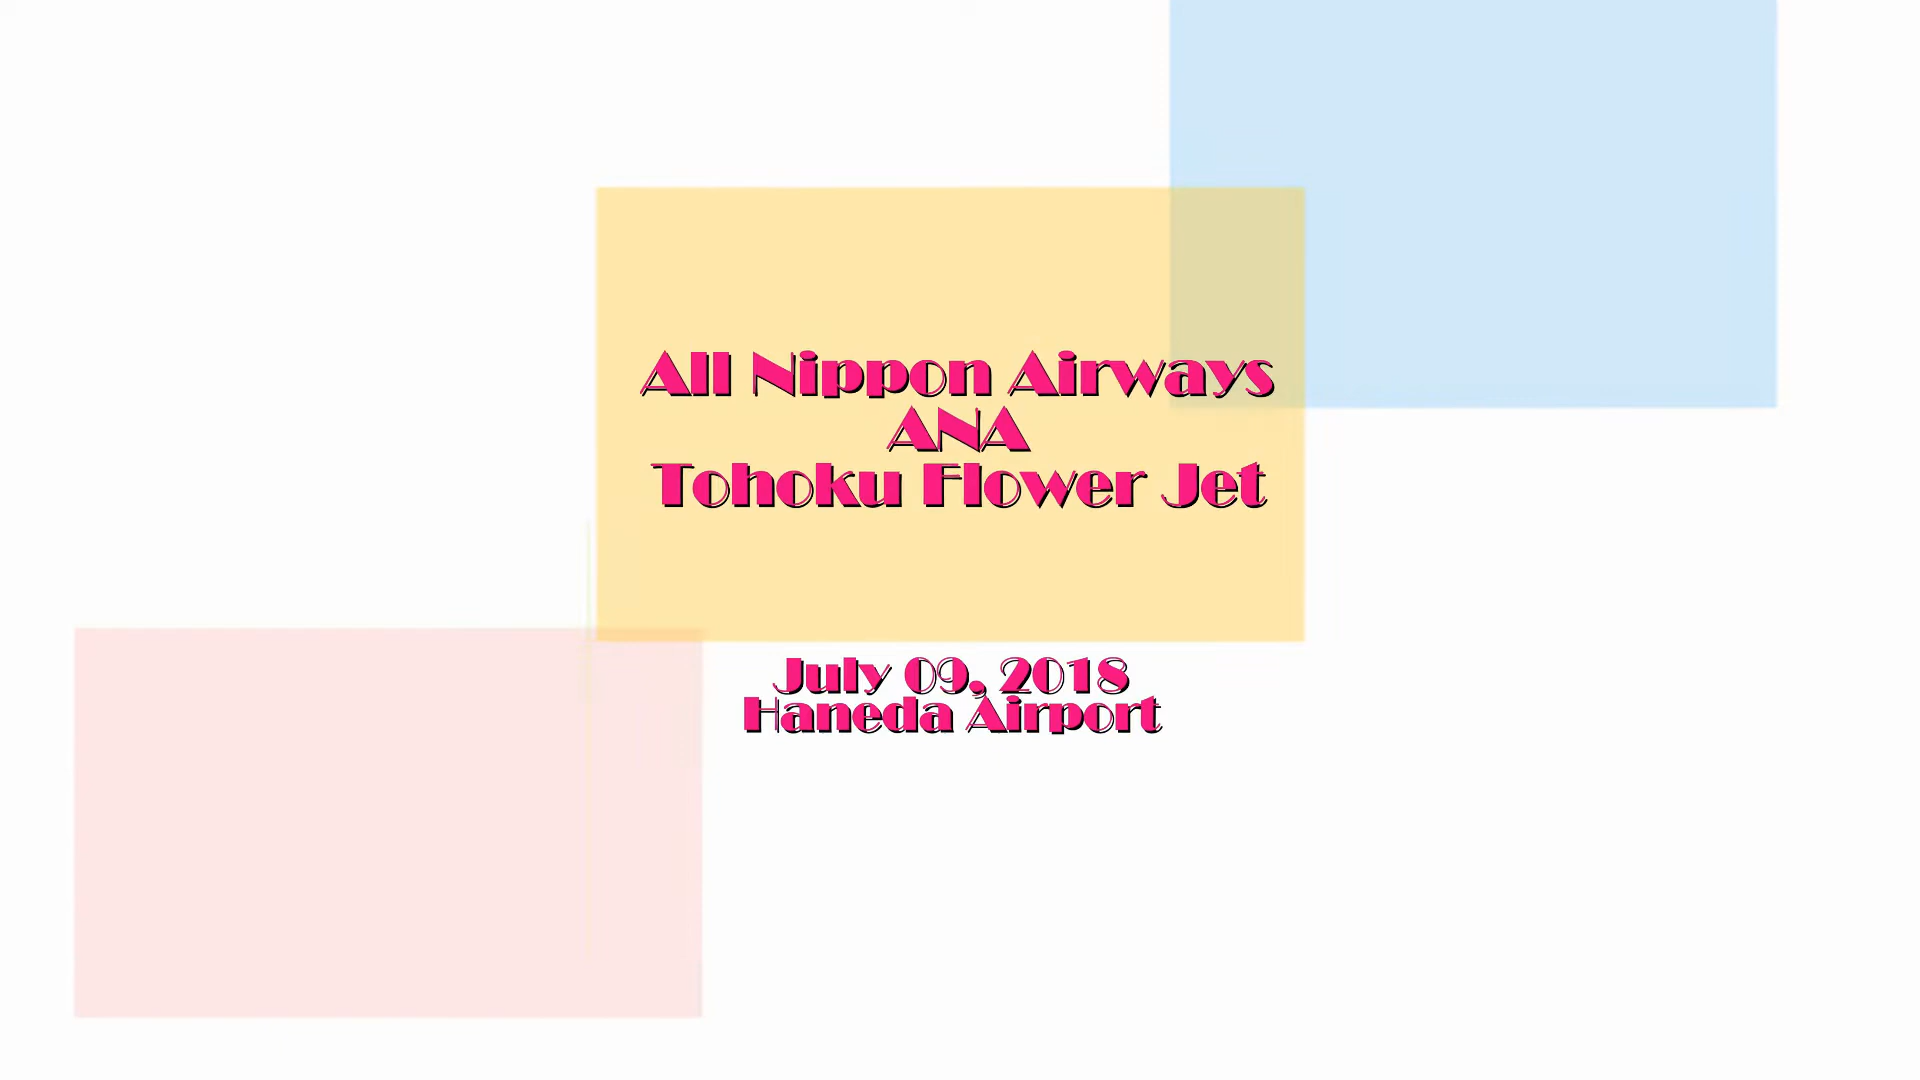 All Nippon Airways
ANA
Tohoku Flower Jet
July 09, 2018
Haneda Airport